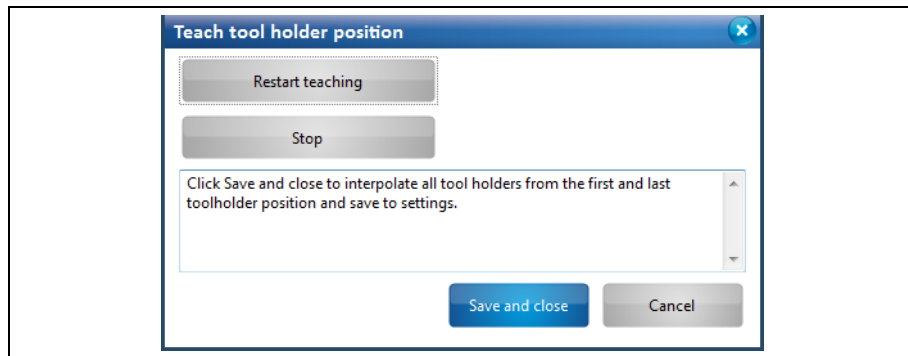 Teach tool holder position
Restart teaching
Stop
Click Save and close to interpolate all tool holders from the first and last
toolholder position and save to settings.
Save and close
Cancel